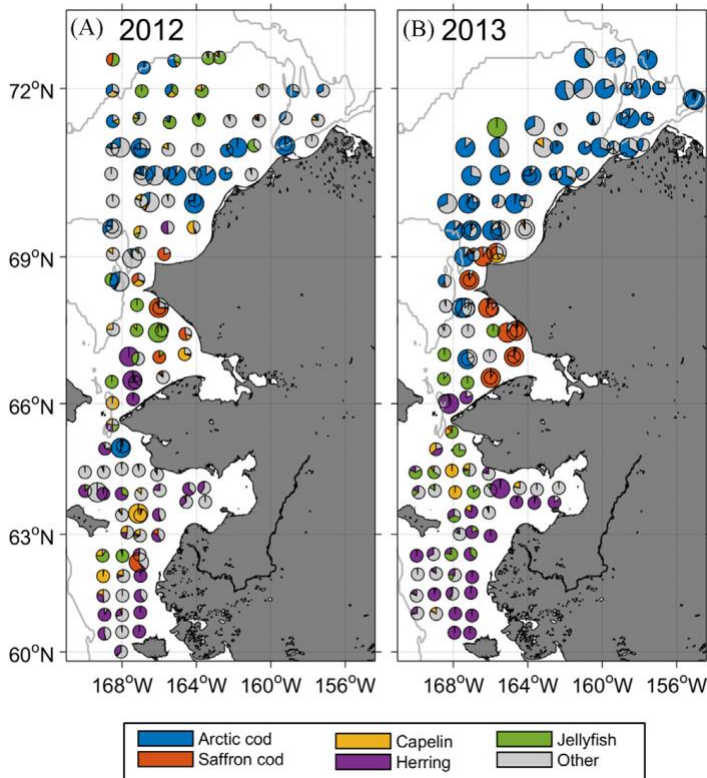 (A) 2012
(B) 2013
72°N
69°N
66°N
63°N
60°N
168°W 164°W 160°W 156°W
168°W 164°W 160°W 156°W
Arctic cod Capelin Jellyfish
Saffron cod Herring Other